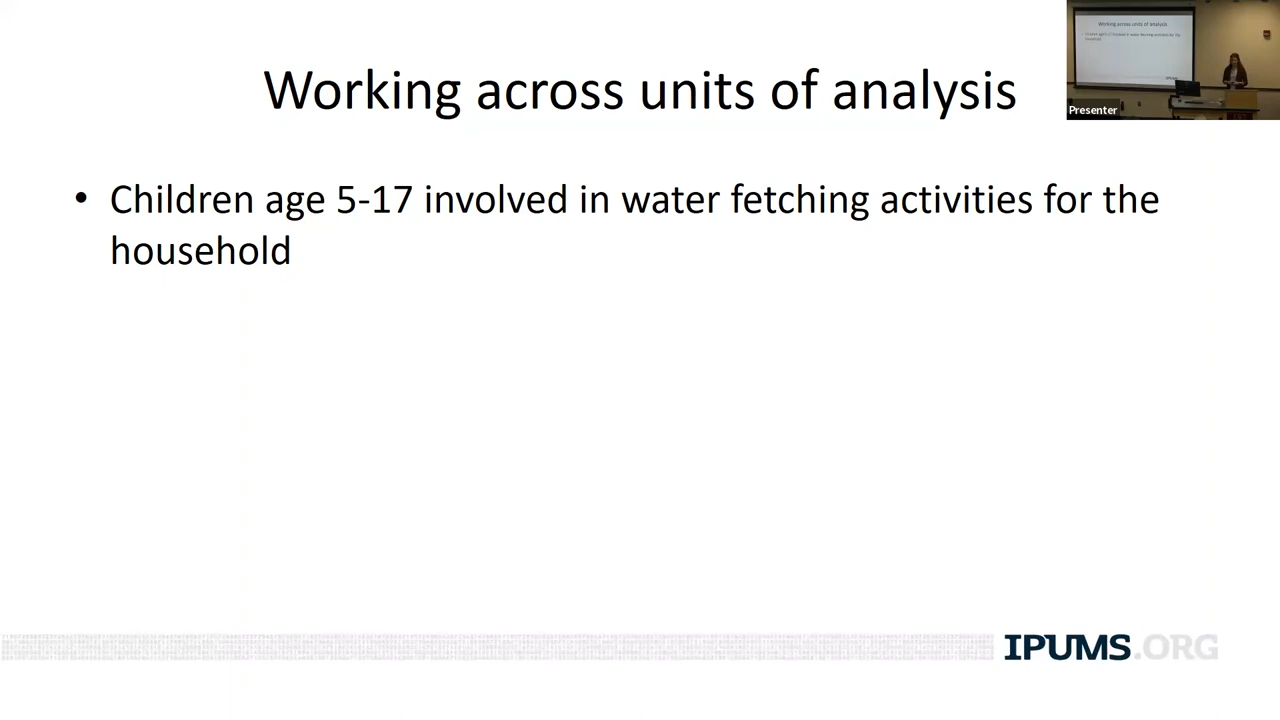 Working across units of analysis
Presenter
• Children age 5-17 involved in water fetching activities for the
household
IPUMS.ORG